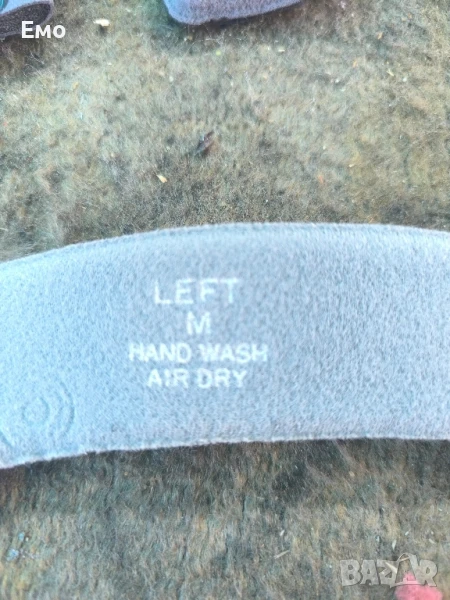 Емо
LEFT
M
HAND WASH
AIR DRY
BAZAR